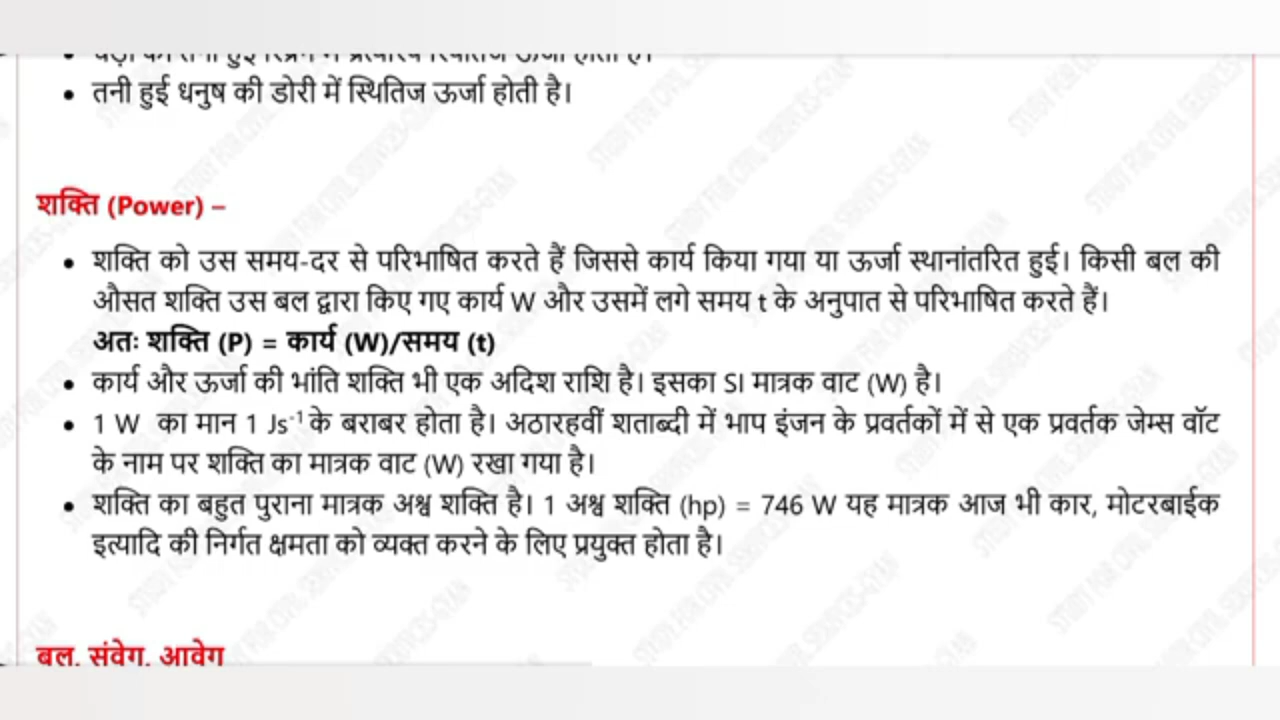 तनी हुई धनुष की डोरी में स्थितिज ऊर्जा होती है।
शक्ति (Power) –
शक्ति को उस समय-दर से परिभाषित करते हैं जिससे कार्य किया गया या ऊर्जा स्थानांतरित हुई। किसी बल की
औसत शक्ति उस बल द्वारा किए गए कार्य W और उसमें लगे समय t के अनुपात से परिभाषित करते हैं।
अतः शक्ति (P) = कार्य (W)/समय (t)
कार्य और ऊर्जा की भांति शक्ति भी एक अदिश राशि है। इसका SI मात्रक वाट (W) है।
1 W का मान 1 Js⁻¹ के बराबर होता है। अठारहवीं शताब्दी में भाप इंजन के प्रवर्तकों में से एक प्रवर्तक जेम्स वॉट
के नाम पर शक्ति का मात्रक वाट (W) रखा गया है।
शक्ति का बहुत पुराना मात्रक अश्व शक्ति है। 1 अश्व शक्ति (hp) = 746 W यह मात्रक आज भी कार, मोटरबाईक
इत्यादि की निर्गत क्षमता को व्यक्त करने के लिए प्रयुक्त होता है।
बल, संवेग, आवेग